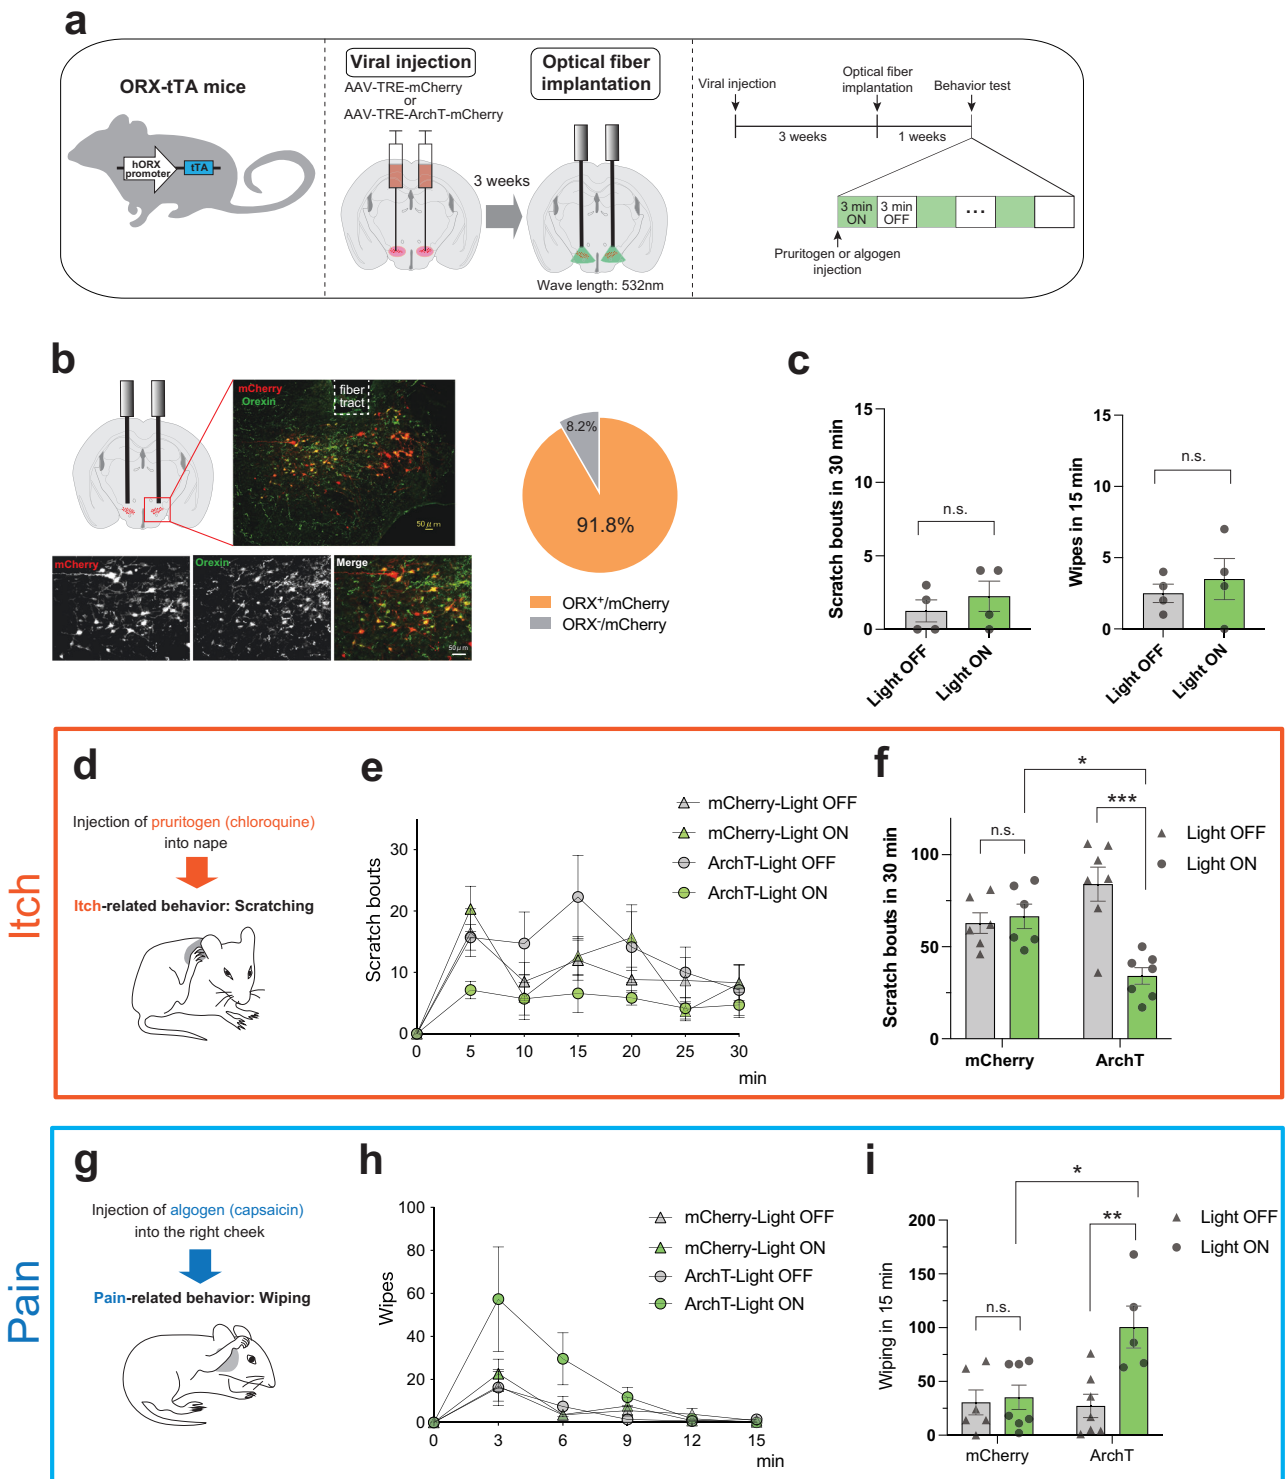 a
ORX-tTA mice
hORX
promoter
tTA
Viral injection
AAV-TRE-mCherry
or
AAV-TRE-ArchT-mCherry
3 weeks
Optical fiber
implantation
Wave length: 532nm
Viral injection
Optical fiber
implantation
Behavior test
3 weeks
1 weeks
3 min
ON
3 min
OFF
...
Pruritogen or algogen
injection
b
mCherry
Orexin
fiber
tract
50μm
mCherry
Orexin
Merge
50μm
8.2%
91.8%
ORX⁺/mCherry
ORX⁻/mCherry
c
Scratch bouts in 30 min
15
10
5
0
n.s.
Light OFF
Light ON
Wipes in 15 min
15
10
5
0
n.s.
Light OFF
Light ON
Itch
d
Injection of pruritogen (chloroquine)
into nape
Itch-related behavior: Scratching
e
Scratch bouts
30
20
10
0
0 5 10 15 20 25 30
min
mCherry-Light OFF
mCherry-Light ON
ArchT-Light OFF
ArchT-Light ON
f
Scratch bouts in 30 min
100
50
0
n.s.
*
***
mCherry
ArchT
Light OFF
Light ON
Pain
g
Injection of algogen (capsaicin)
into the right cheek
Pain-related behavior: Wiping
h
Wipes
100
80
60
40
20
0
0 3 6 9 12 15
min
mCherry-Light OFF
mCherry-Light ON
ArchT-Light OFF
ArchT-Light ON
i
Wiping in 15 min
200
150
100
50
0
n.s.
*
**
mCherry
ArchT
Light OFF
Light ON